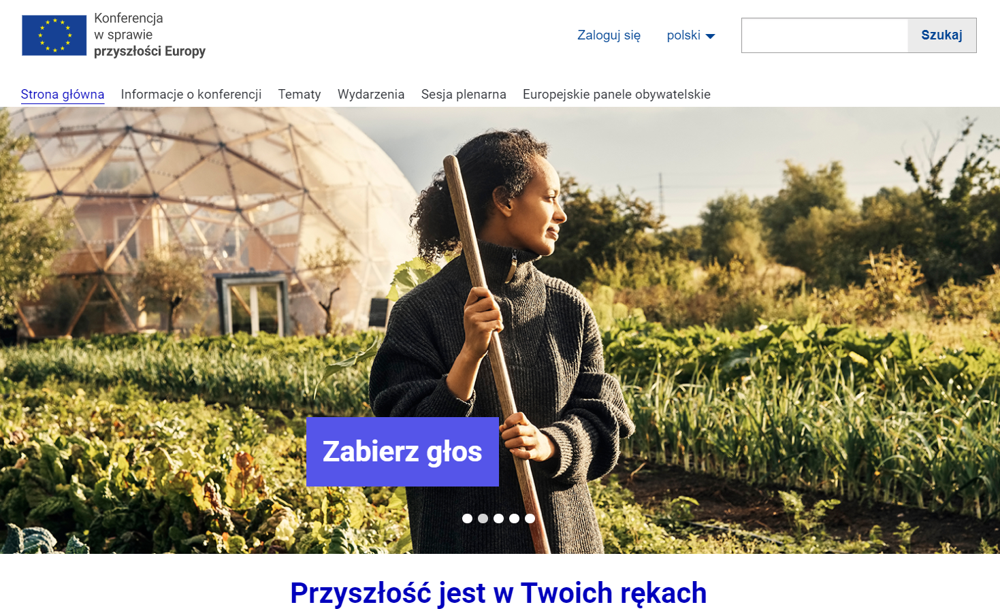 Konferencja
w sprawie
przyszłości Europy
Zaloguj się
polski
Szukaj
Strona główna
Informacje o konferencji
Tematy
Wydarzenia
Sesja plenarna
Europejskie panele obywatelskie
Zabierz głos
Przyszłość jest w Twoich rękach